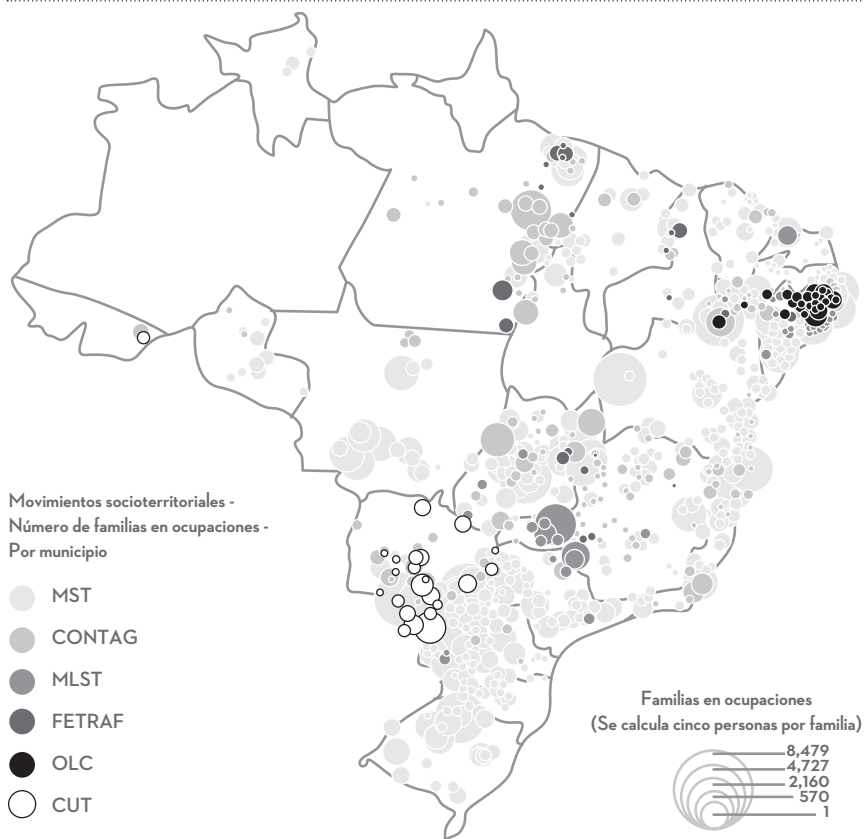 Movimientos socioterritoriales -
Número de familias en ocupaciones -
Por municipio
MST
CONTAG
MLST
FETRAF
OLC
CUT
Familias en ocupaciones
(Se calcula cinco personas por familia)
8,479
4,727
2,160
570
1